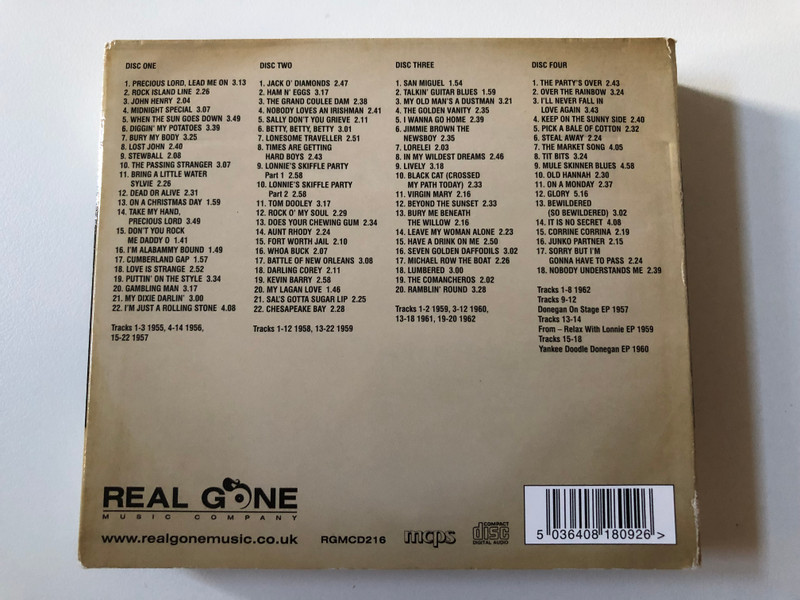 DISC ONE
1. PRECIOUS LORD, LEAD ME ON 3.13
2. ROCK ISLAND LINE 2.26
3. JOHN HENRY 2.04
4. MIDNIGHT SPECIAL 3.07
5. WHEN THE SUN GOES DOWN 3.49
6. DIGGIN' MY POTATOES 3.39
7. BURY MY BODY 3.25
8. LOST JOHN 2.40
9. STEWBALL 2.08
10. THE PASSING STRANGER 3.07
11. BRING A LITTLE WATER
SYLVIE 2.26
12. DEAD OR ALIVE 2.31
13. ON A CHRISTMAS DAY 1.59
14. TAKE MY HAND,
PRECIOUS LORD 3.49
15. DON'T YOU ROCK
ME DADDY O 1.41
16. I'M ALABAMMY BOUND 1.49
17. CUMBERLAND GAP 1.57
18. LOVE IS STRANGE 2.52
19. PUTTIN' ON THE STYLE 3.34
20. GAMBLING MAN 3.17
21. MY DIXIE DARLIN' 3.00
22. I'M JUST A ROLLING STONE 4.08
Tracks 1-3 1955, 4-14 1956,
15-22 1957
DISC TWO
1. JACK O' DIAMONDS 2.47
2. HAM N' EGGS 3.17
3. THE GRAND COULEE DAM 2.38
4. NOBODY LOVES AN IRISHMAN 2.41
5. SALLY DON'T YOU GRIEVE 2.11
6. BETTY, BETTY, BETTY 3.01
7. LONESOME TRAVELLER 2.51
8. TIMES ARE GETTING
HARD BOYS 2.43
9. LONNIE'S SKIFFLE PARTY
Part 1 2.58
10. LONNIE'S SKIFFLE PARTY
Part 2 2.58
11. TOM DOOLEY 3.17
12. ROCK O' MY SOUL 2.29
13. DOES YOUR CHEWING GUM 2.34
14. AUNT RHODY 2.24
15. FORT WORTH JAIL 2.10
16. WHOA BUCK 2.07
17. BATTLE OF NEW ORLEANS 3.08
18. DARLING COREY 2.11
19. KEVIN BARRY 2.58
20. MY LAGAN LOVE 1.46
21. SAL'S GOTTA SUGAR LIP 2.25
22. CHESAPEAKE BAY 2.28
Tracks 1-12 1958, 13-22 1959
DISC THREE
1. SAN MIGUEL 1.54
2. TALKIN' GUITAR BLUES 1.59
3. MY OLD MAN'S A DUSTMAN 3.21
4. THE GOLDEN VANITY 2.35
5. I WANNA GO HOME 2.39
6. JIMMIE BROWN THE
NEWSBOY 2.35
7. LORELEI 2.03
8. IN MY WILDEST DREAMS 2.46
9. LIVELY 3.18
10. BLACK CAT (CROSSED
MY PATH TODAY) 2.33
11. VIRGIN MARY 2.16
12. BEYOND THE SUNSET 2.33
13. BURY ME BENEATH
THE WILLOW 2.16
14. LEAVE MY WOMAN ALONE 2.23
15. HAVE A DRINK ON ME 2.50
16. SEVEN GOLDEN DAFFODILS 3.02
17. MICHAEL ROW THE BOAT 2.26
18. LUMBERED 3.00
19. THE COMANCHEROS 2.02
20. RAMBLIN' ROUND 3.28
Tracks 1-2 1959, 3-12 1960,
13-18 1961, 19-20 1962
DISC FOUR
1. THE PARTY'S OVER 2.43
2. OVER THE RAINBOW 3.24
3. I'LL NEVER FALL IN
LOVE AGAIN 3.43
4. KEEP ON THE SUNNY SIDE 2.40
5. PICK A BALE OF COTTON 2.32
6. STEAL AWAY 2.24
7. THE MARKET SONG 4.05
8. TIT BITS 3.24
9. MULE SKINNER BLUES 4.58
10. OLD HANNAH 2.30
11. ON A MONDAY 2.37
12. GLORY 5.16
13. BEWILDERED
(SO BEWILDERED) 3.02
14. IT IS NO SECRET 4.08
15. CORRINE CORRINA 2.19
16. JUNKO PARTNER 2.15
17. SORRY BUT I'M
GONNA HAVE TO PASS 2.24
18. NOBODY UNDERSTANDS ME 2.39
Tracks 1-8 1962
Tracks 9-12
Donegan On Stage EP 1957
Tracks 13-14
From – Relax With Lonnie EP 1959
Tracks 15-18
Yankee Doodle Donegan EP 1960
REAL GONE
MUSIC COMPANY
www.realgonemusic.co.uk
RGMCD216
mcps
COMPACT
disc
DIGITAL AUDIO
5 036408 180926 >